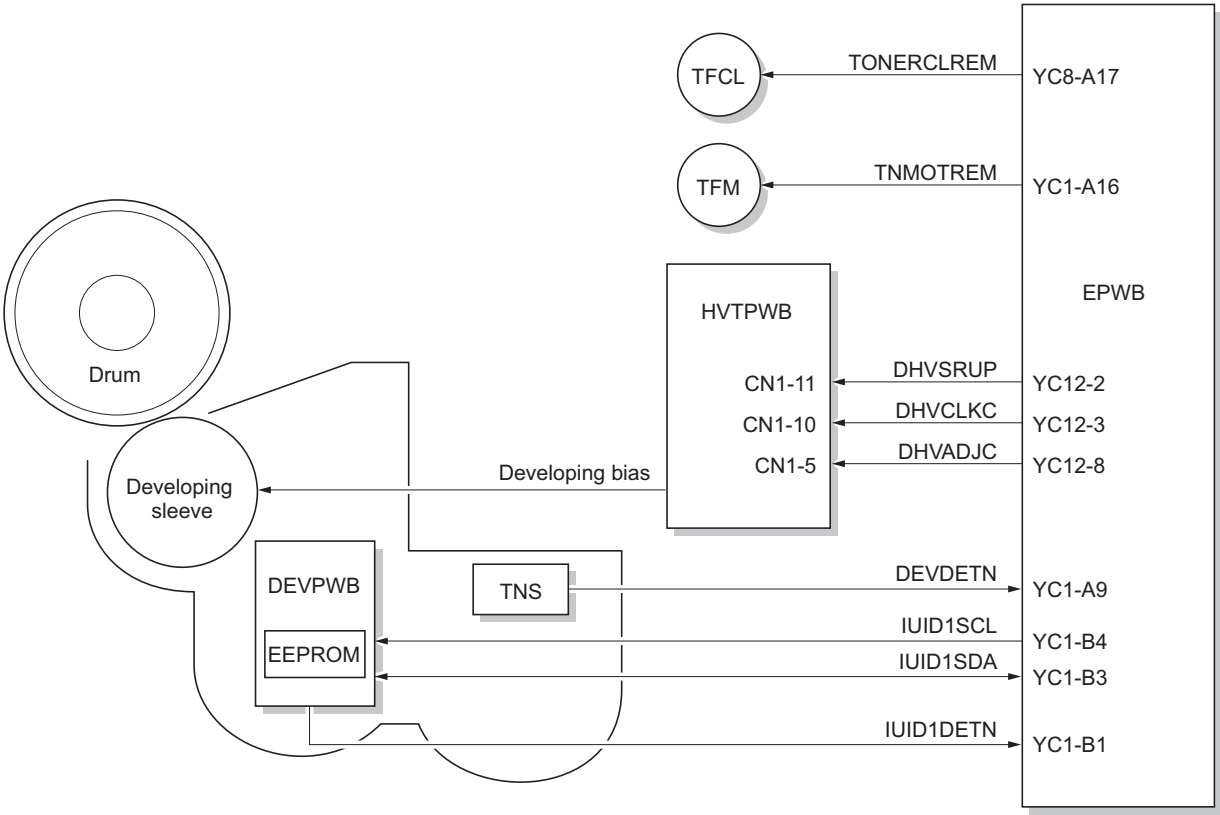 TFCL
TONERCLREM
YC8-A17
TFM
TNMOTREM
YC1-A16
EPWB
HVTPWB
Drum
CN1-11
DHVSRUP
YC12-2
CN1-10
DHVCLKC
YC12-3
CN1-5
DHVADJC
YC12-8
Developing bias
Developing
sleeve
DEVPWB
EEPROM
TNS
DEVDETN
YC1-A9
IUID1SCL
YC1-B4
IUID1SDA
YC1-B3
IUID1DETN
YC1-B1